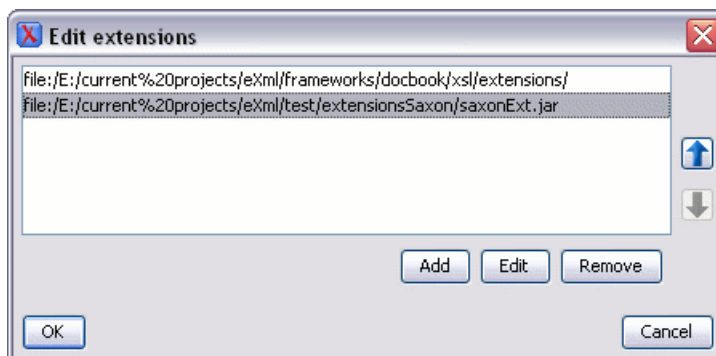 Edit extensions
file:/E:/current%20projects/eXml/frameworks/docbook/xsl/extensions/
file:/E:/current%20projects/eXml/test/extensionsSaxon/saxonExt.jar
Add Edit Remove
OK Cancel